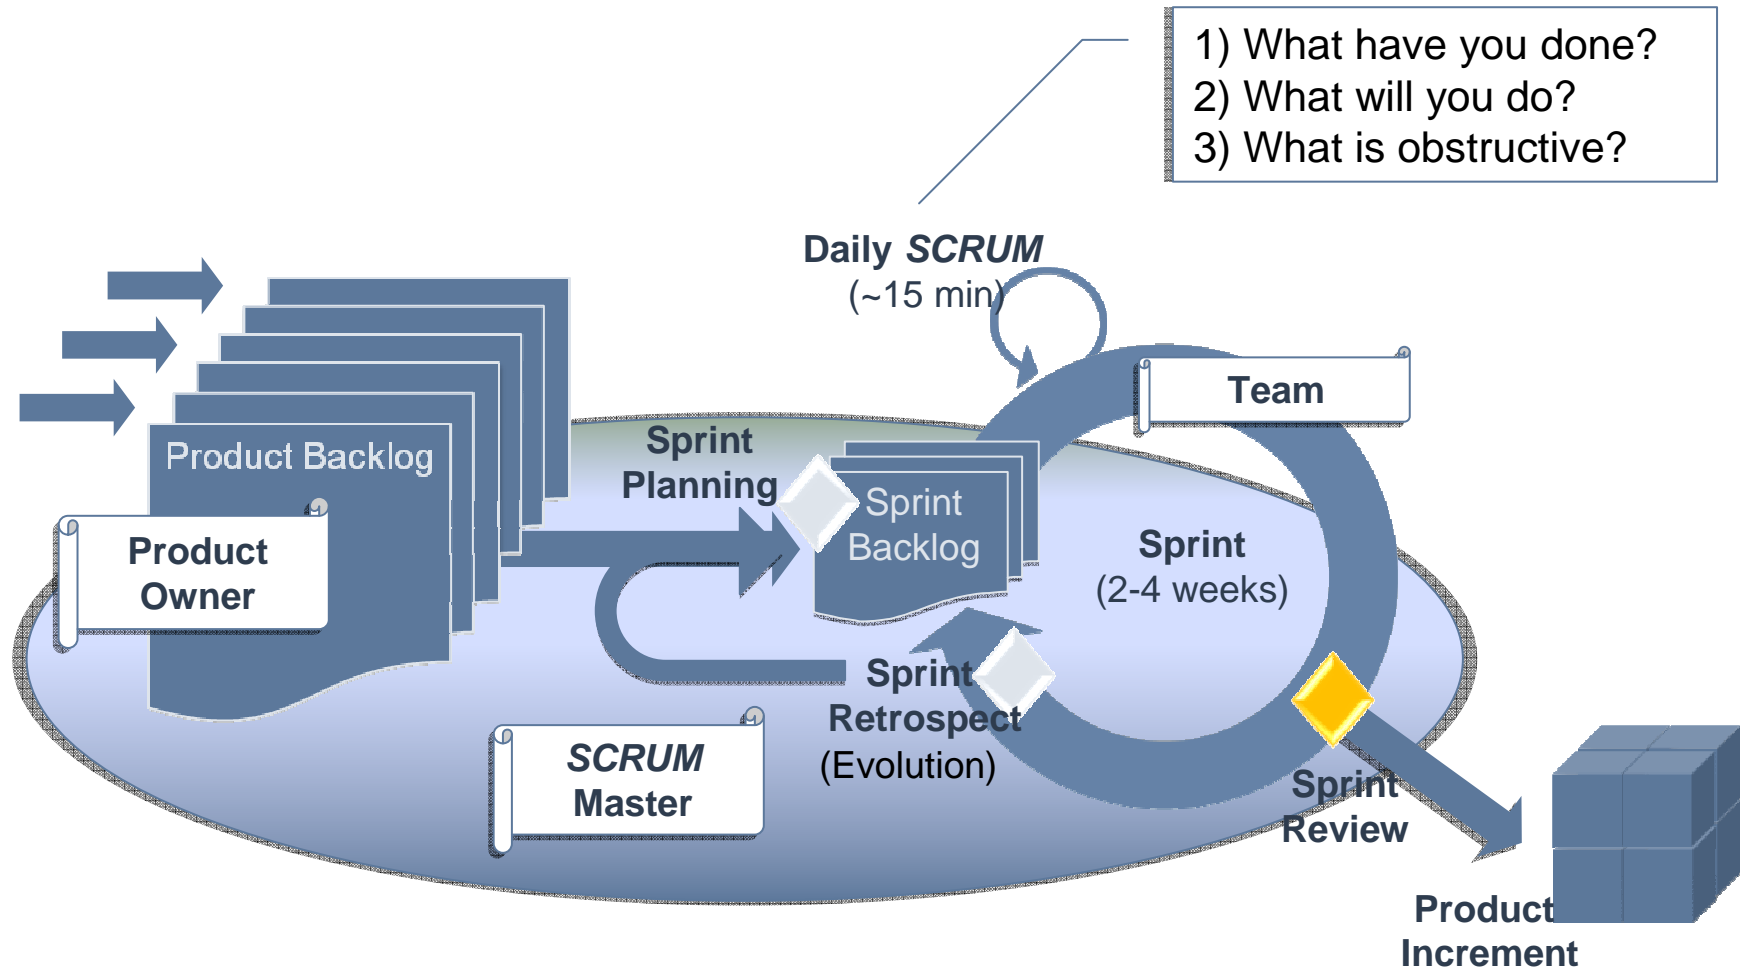 1) What have you done?
2) What will you do?
3) What is obstructive?
Daily SCRUM
(~15 min)
Team
Product Backlog
Sprint
Planning
Sprint
Backlog
Product
Owner
Sprint
(2-4 weeks)
Sprint
Retrospect
(Evolution)
SCRUM
Master
Sprint
Review
Product
Increment